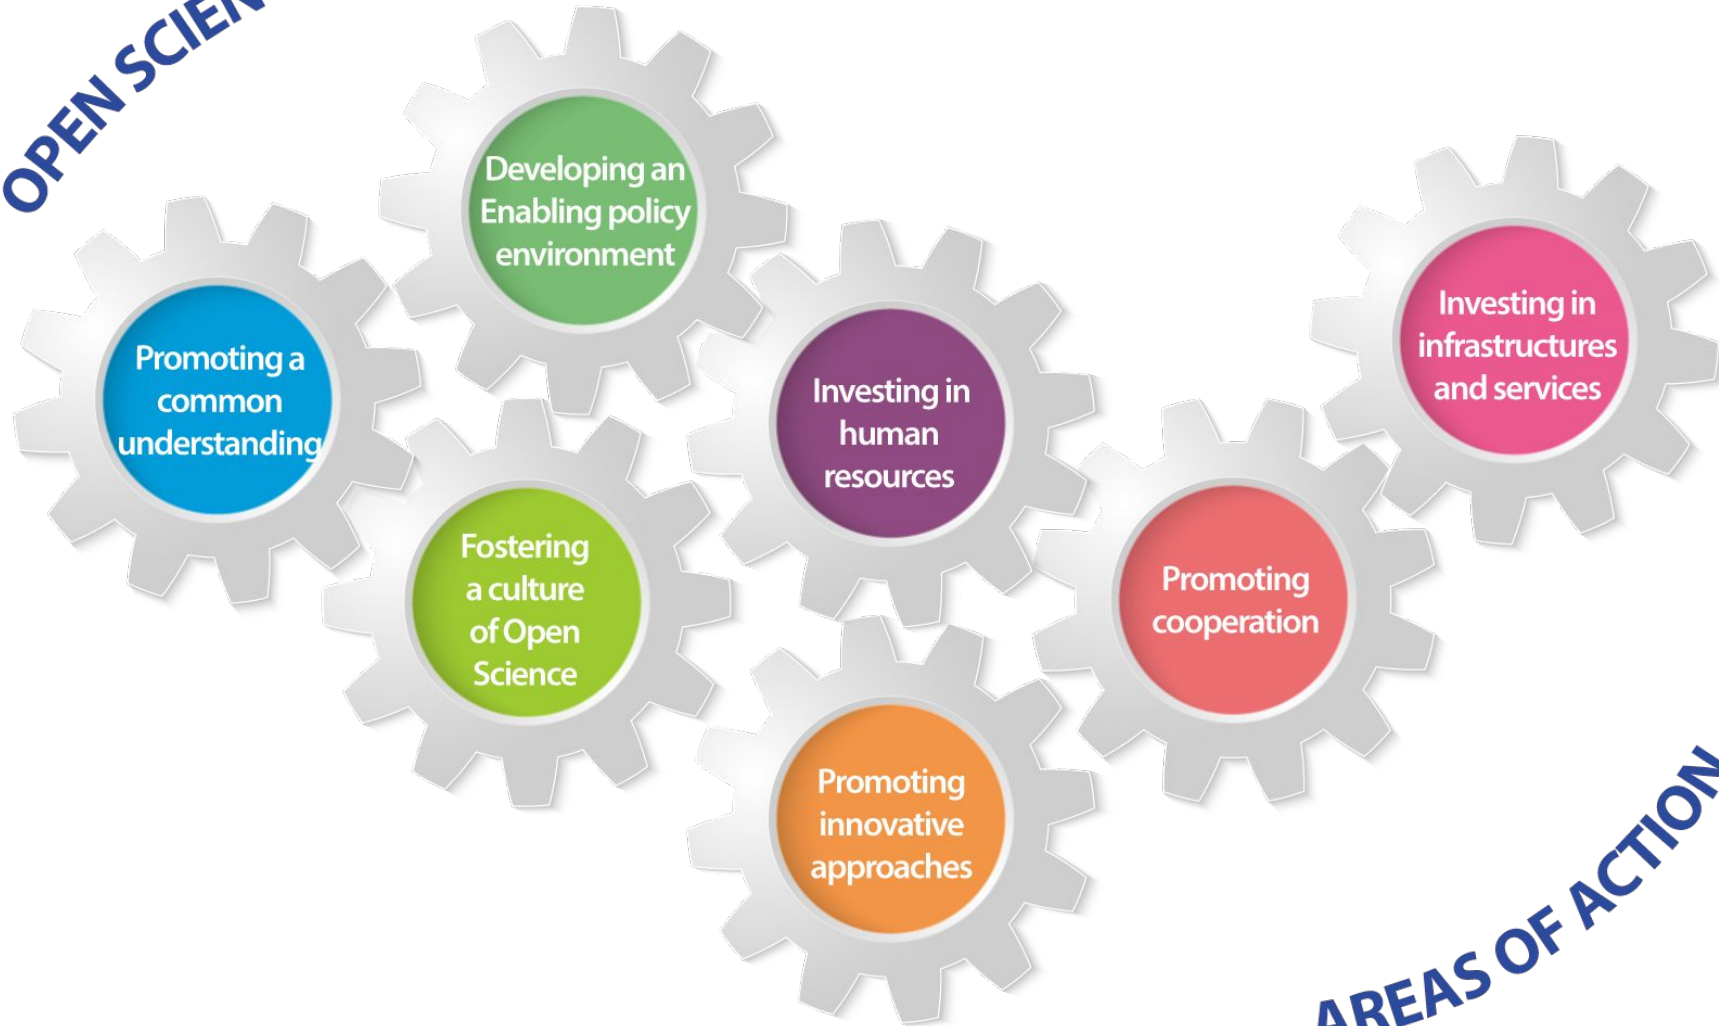 OPEN SCIEN
Developing an
Enabling policy
environment
Promoting a
common
understanding
Investing in
human
resources
Investing in
infrastructures
and services
Fostering
a culture
of Open
Science
Promoting
cooperation
Promoting
innovative
approaches
AREAS OF ACTION